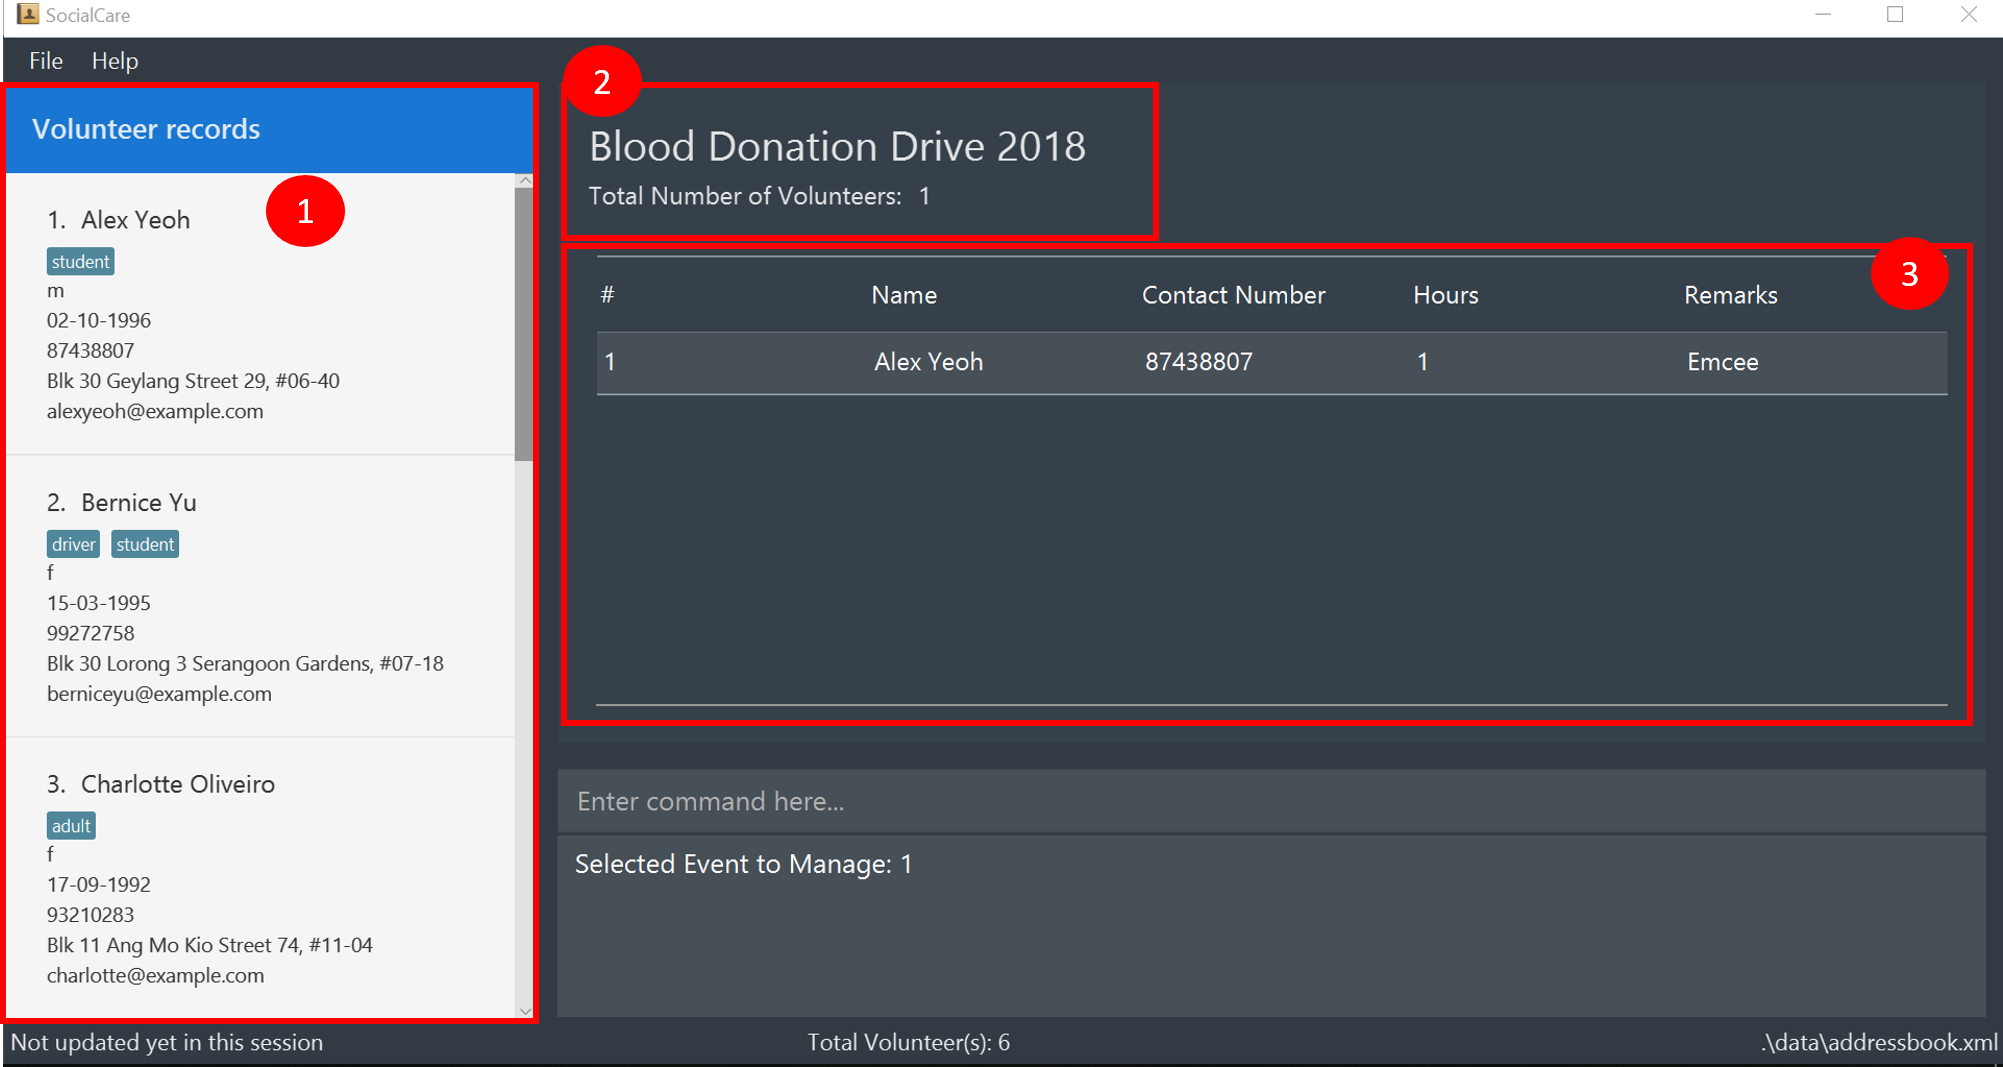 SocialCare
File Help
Volunteer records
1
1. Alex Yeoh
student
m
02-10-1996
87438807
Blk 30 Geylang Street 29, #06-40
alexyeoh@example.com
2. Bernice Yu
driver student
f
15-03-1995
99272758
Blk 30 Lorong 3 Serangoon Gardens, #07-18
berniceyu@example.com
3. Charlotte Oliveiro
adult
f
17-09-1992
93210283
Blk 11 Ang Mo Kio Street 74, #11-04
charlotte@example.com
2
Blood Donation Drive 2018
Total Number of Volunteers: 1
3
# Name Contact Number Hours Remarks
1 Alex Yeoh 87438807 1 Emcee
Enter command here...
Selected Event to Manage: 1
Not updated yet in this session Total Volunteer(s): 6 .\data\addressbook.xml